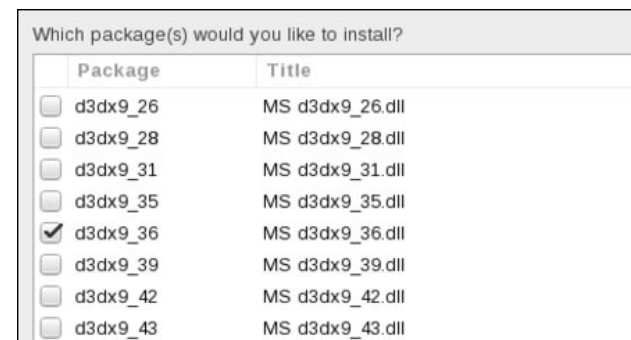 Which package(s) would you like to install?
Package Title
d3dx9_26 MS d3dx9_26.dll
d3dx9_28 MS d3dx9_28.dll
d3dx9_31 MS d3dx9_31.dll
d3dx9_35 MS d3dx9_35.dll
d3dx9_36 MS d3dx9_36.dll
d3dx9_39 MS d3dx9_39.dll
d3dx9_42 MS d3dx9_42.dll
d3dx9_43 MS d3dx9_43.dll